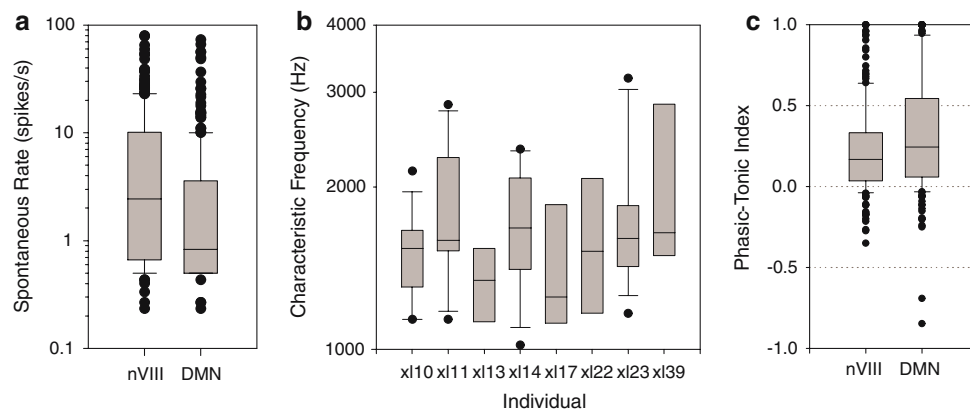 a
Spontaneous Rate (spikes/s)
100
10
1
0.1
nVIII DMN
b
Characteristic Frequency (Hz)
4000
3000
2000
1000
xl10 xl11 xl13 xl14 xl17 xl22 xl23 xl39
Individual
c
Phasic-Tonic Index
1.0
0.5
0.0
-0.5
-1.0
nVIII DMN